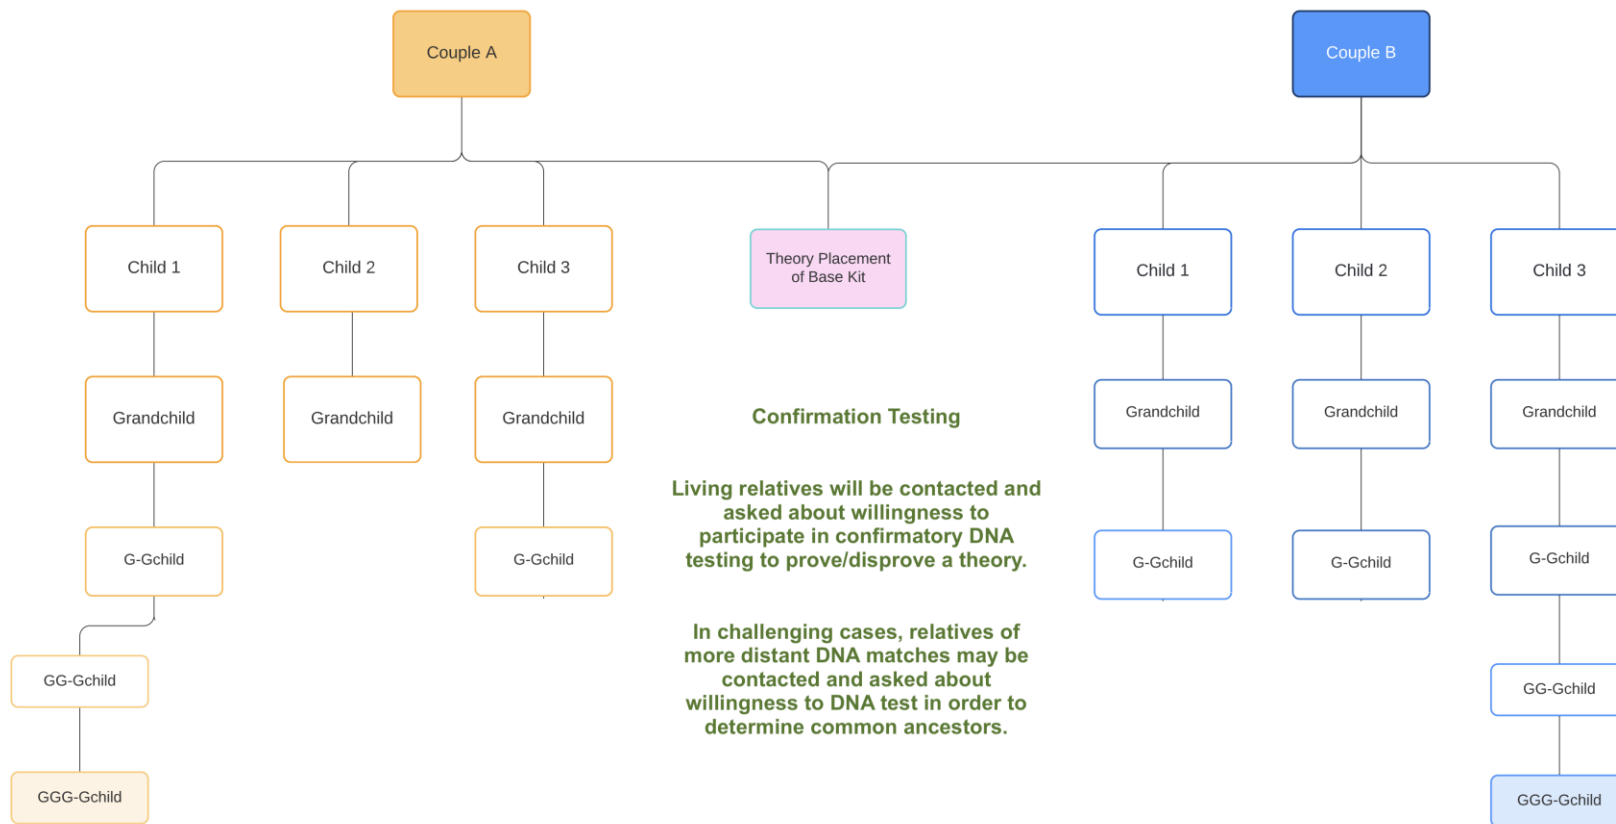 Couple A
Couple B
Child 1
Child 2
Child 3
Theory Placement
of Base Kit
Child 1
Child 2
Child 3
Grandchild
Grandchild
Grandchild
Grandchild
Grandchild
Grandchild
Confirmation Testing
Living relatives will be contacted and
asked about willingness to
participate in confirmatory DNA
testing to prove/disprove a theory.
G-Gchild
G-Gchild
G-Gchild
G-Gchild
G-Gchild
In challenging cases, relatives of
more distant DNA matches may be
contacted and asked about
willingness to DNA test in order to
determine common ancestors.
GG-Gchild
GG-Gchild
GGG-Gchild
GGG-Gchild